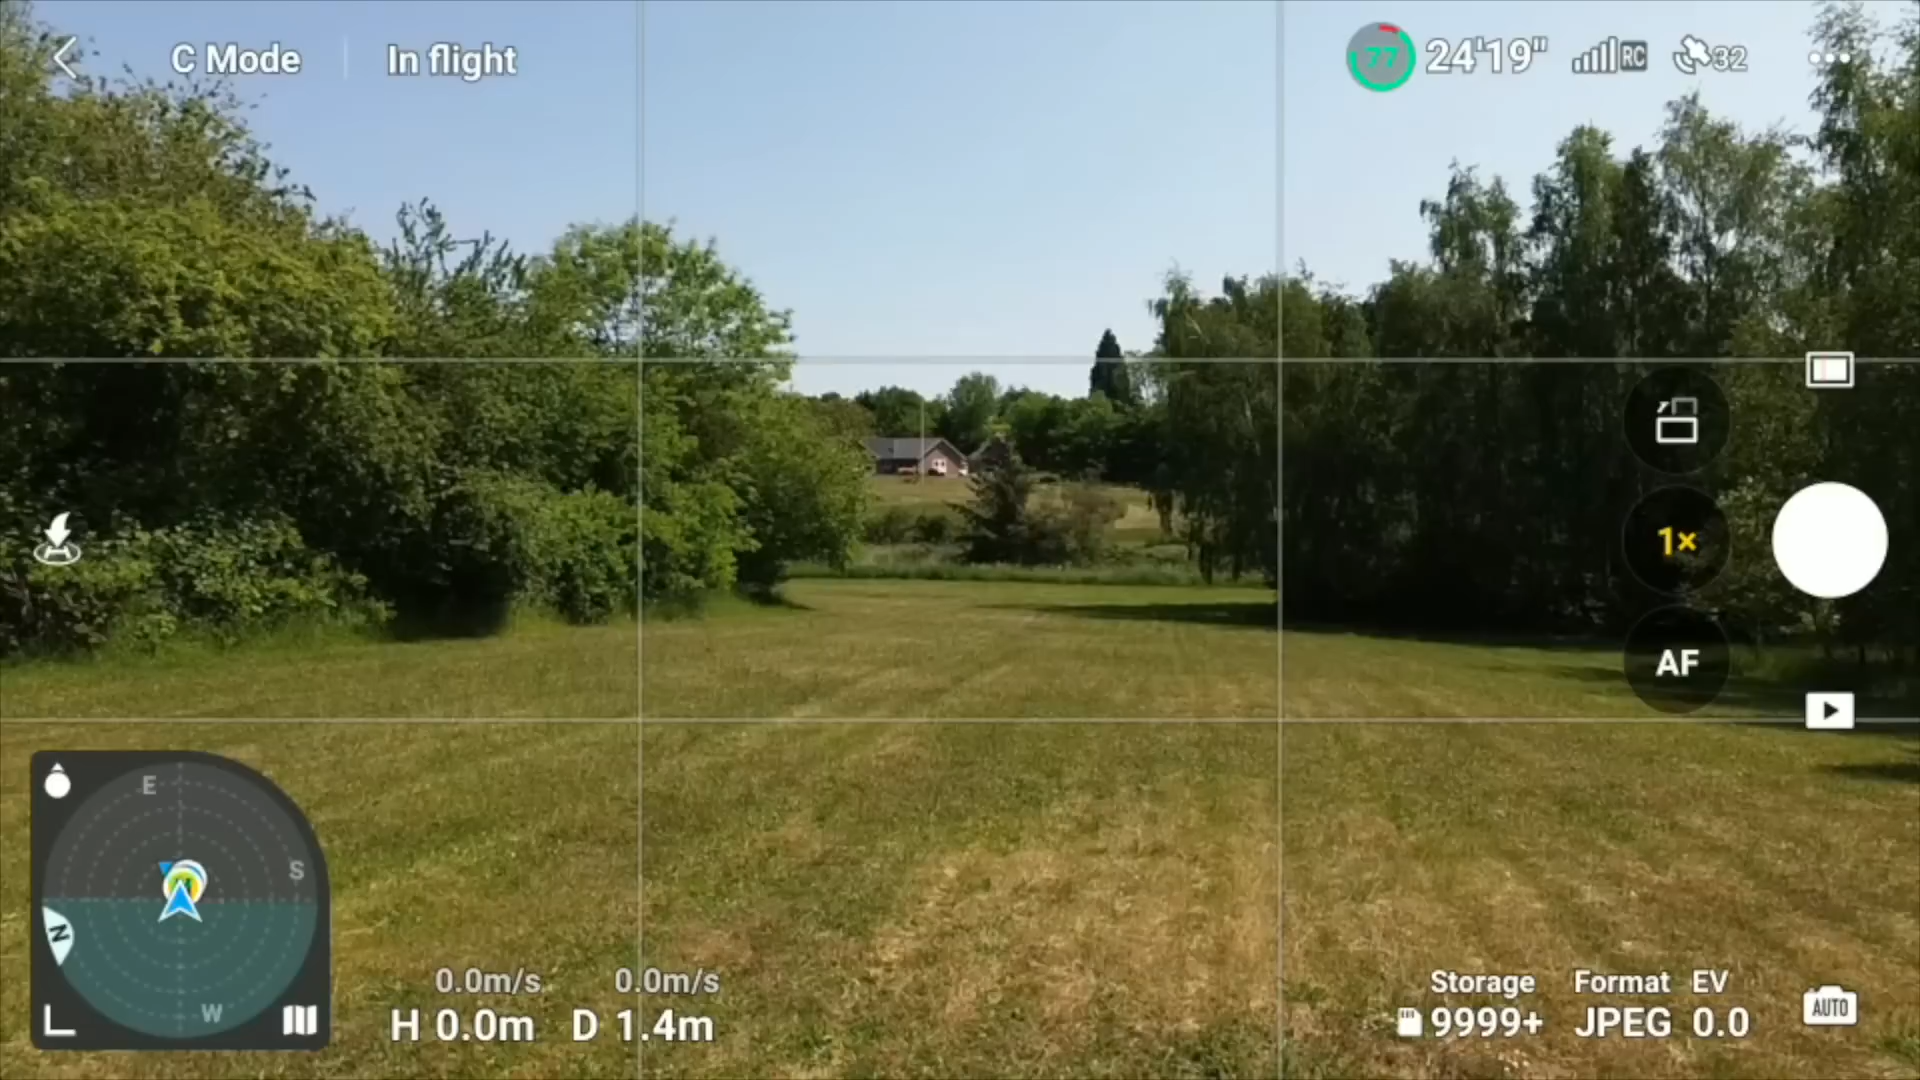 C Mode In flight
77 24'19" RC 32
1×
AF
E
S
N
W
0.0m/s 0.0m/s
H 0.0m D 1.4m
Storage Format EV
9999+ JPEG 0.0
AUTO